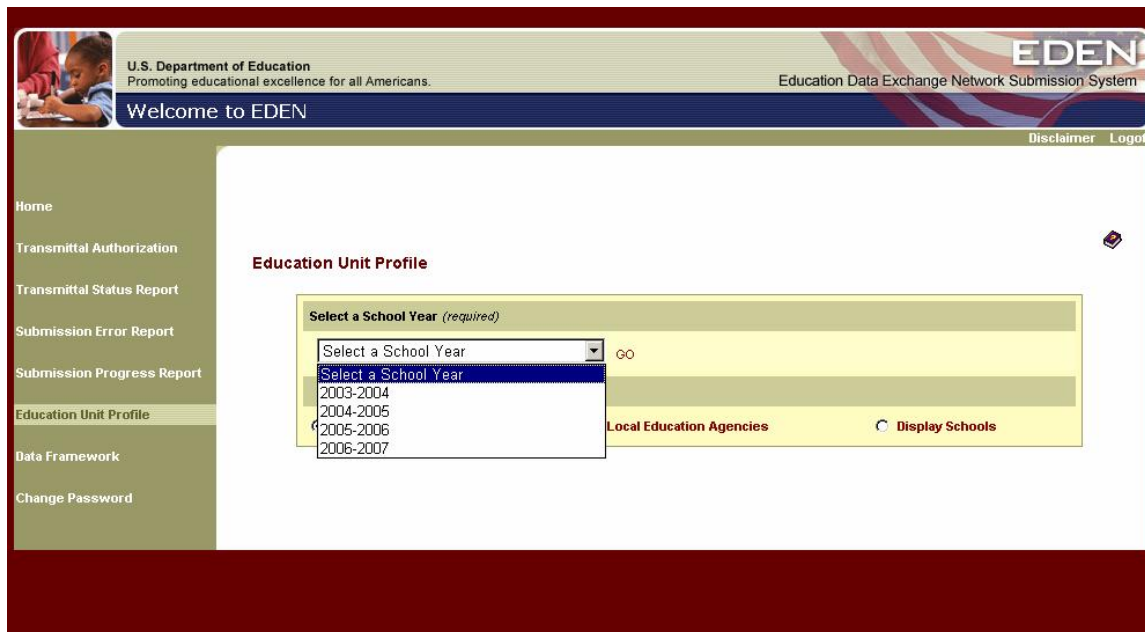 U.S. Department of Education
Promoting educational excellence for all Americans.
EDEN
Education Data Exchange Network Submission System
Welcome to EDEN
Disclaimer
Home
Transmittal Authorization
Transmittal Status Report
Submission Error Report
Submission Progress Report
Education Unit Profile
Data Framework
Change Password
Education Unit Profile
Select a School Year (required)
Select a School Year GO
Select a School Year
2003-2004
2004-2005
2005-2006
2006-2007
Local Education Agencies Display Schools